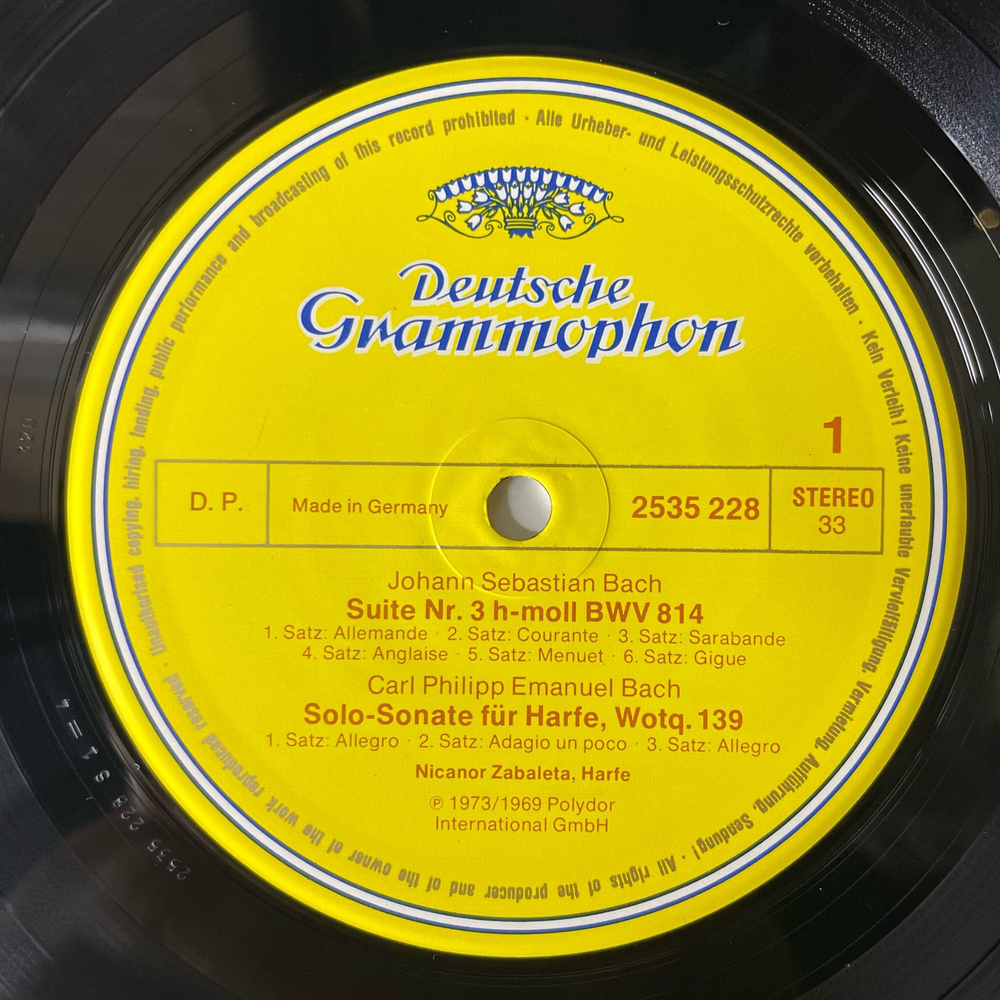 Deutsche
Grammophon
1
D. P.
Made in Germany
2535 228
STEREO
33
Johann Sebastian Bach
Suite Nr. 3 h-moll BWV 814
1. Satz: Allemande · 2. Satz: Courante · 3. Satz: Sarabande
4. Satz: Anglaise · 5. Satz: Menuet · 6. Satz: Gigue
Carl Philipp Emanuel Bach
Solo-Sonate für Harfe, Wotq. 139
1. Satz: Allegro · 2. Satz: Adagio un poco · 3. Satz: Allegro
Nicanor Zabaleta, Harfe
℗ 1973/1969 Polydor
International GmbH
Alle Urheber- und Leistungsschutzrechte vorbehalten · Kein Verleih! Keine unerlaubte Vervielfältigung, Vermietung, Aufführung, Sendung! · All rights of the producer and of the owner of the work reproduced reserved · Unauthorised copying, hiring, lending, public performance and broadcasting of this record prohibited ·
2535 228 S 1 = 4